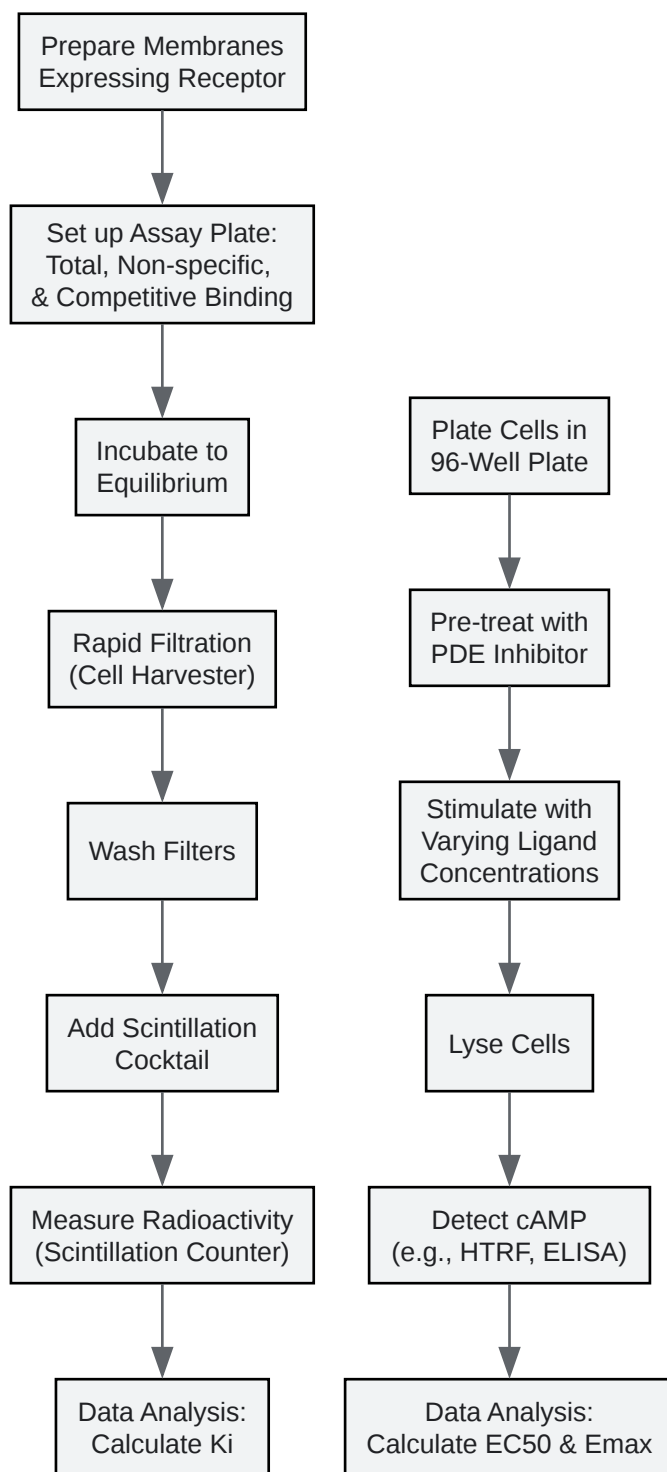 Prepare Membranes
Expressing Receptor
Set up Assay Plate:
Total, Non-specific,
& Competitive Binding
Incubate to
Equilibrium
Rapid Filtration
(Cell Harvester)
Wash Filters
Add Scintillation
Cocktail
Measure Radioactivity
(Scintillation Counter)
Data Analysis:
Calculate Ki
Plate Cells in
96-Well Plate
Pre-treat with
PDE Inhibitor
Stimulate with
Varying Ligand
Concentrations
Lyse Cells
Detect cAMP
(e.g., HTRF, ELISA)
Data Analysis:
Calculate EC50 & Emax